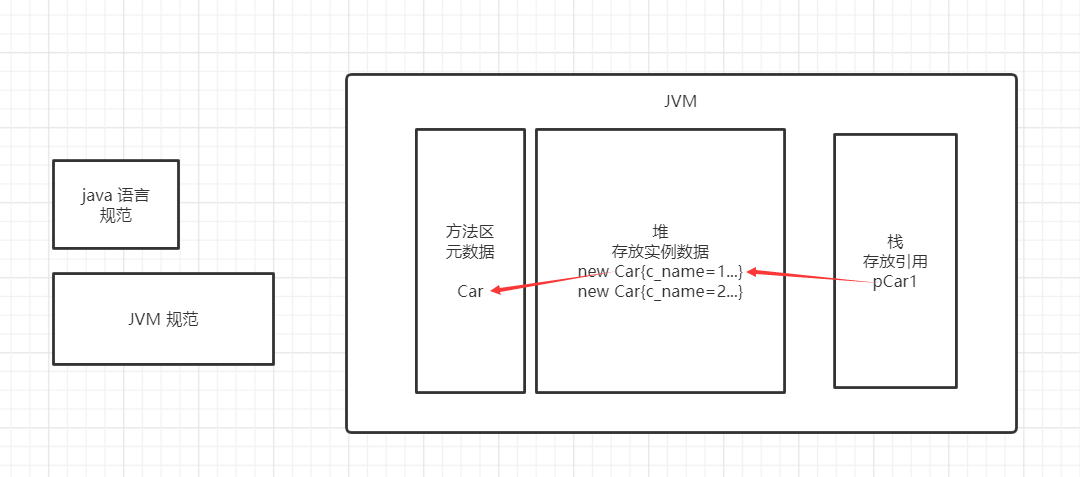 JVM
java 语言
规范
JVM 规范
方法区
元数据
Car
堆
存放实例数据
new Car{c_name=1...}
new Car{c_name=2...}
栈
存放引用
pCar1